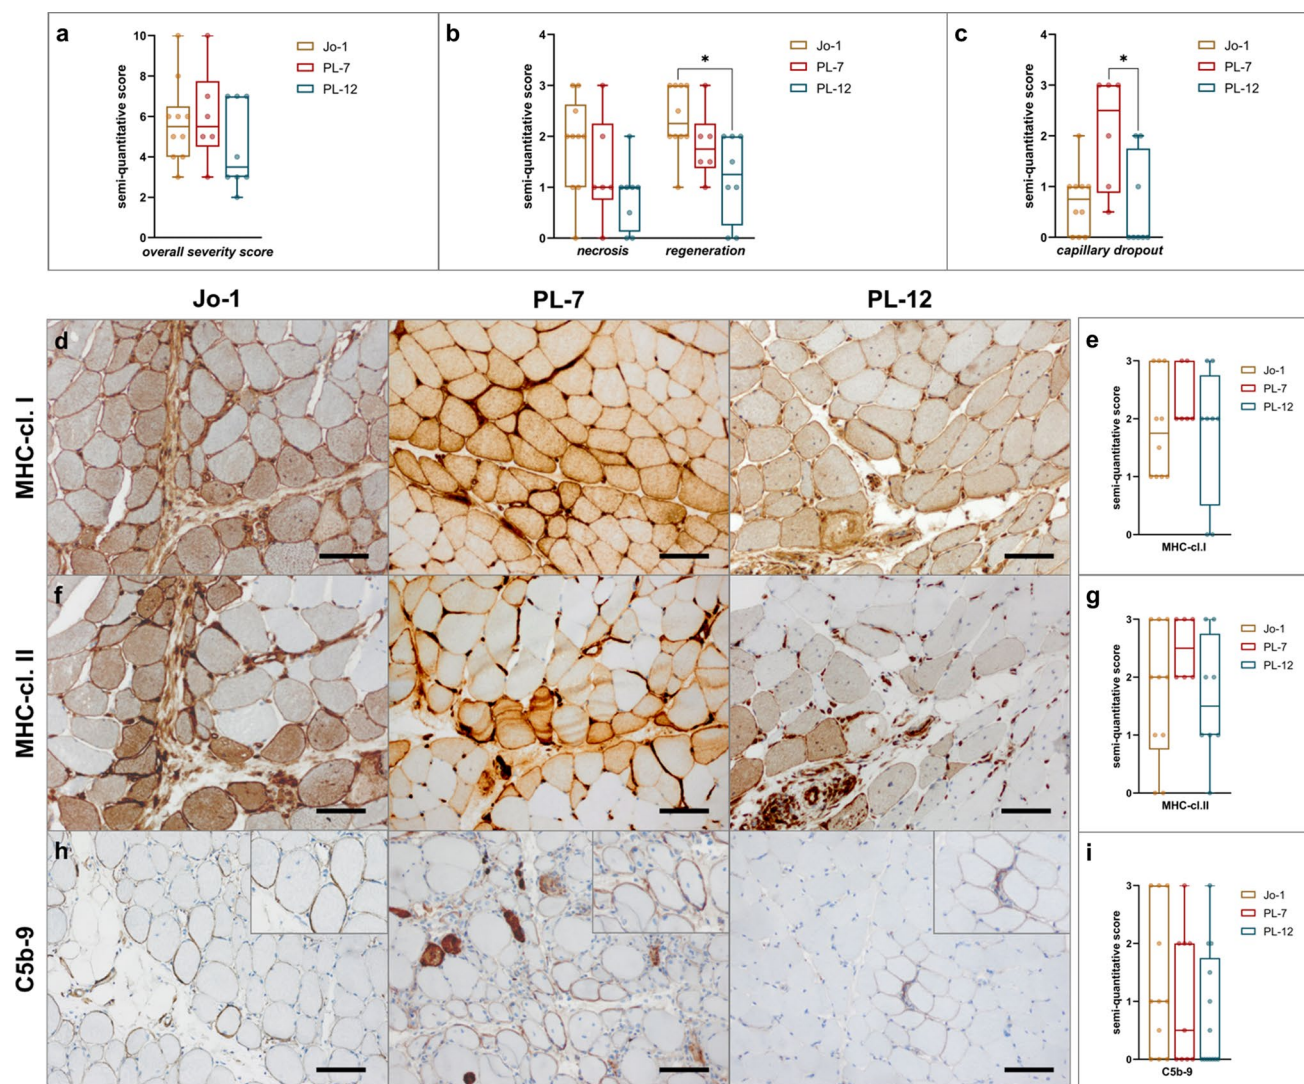 a
semi-quantitative score
10
8
6
4
2
0
overall severity score
Jo-1
PL-7
PL-12
b
semi-quantitative score
4
3
2
1
0
*
necrosis regeneration
Jo-1
PL-7
PL-12
c
semi-quantitative score
4
3
2
1
0
*
capillary dropout
Jo-1
PL-7
PL-12
Jo-1 PL-7 PL-12
MHC-cl. I
d
e
semi-quantitative score
3
2
1
0
MHC-cl.I
Jo-1
PL-7
PL-12
MHC-cl. II
f
g
semi-quantitative score
3
2
1
0
MHC-cl.II
Jo-1
PL-7
PL-12
C5b-9
h
i
semi-quantitative score
3
2
1
0
C5b-9
Jo-1
PL-7
PL-12